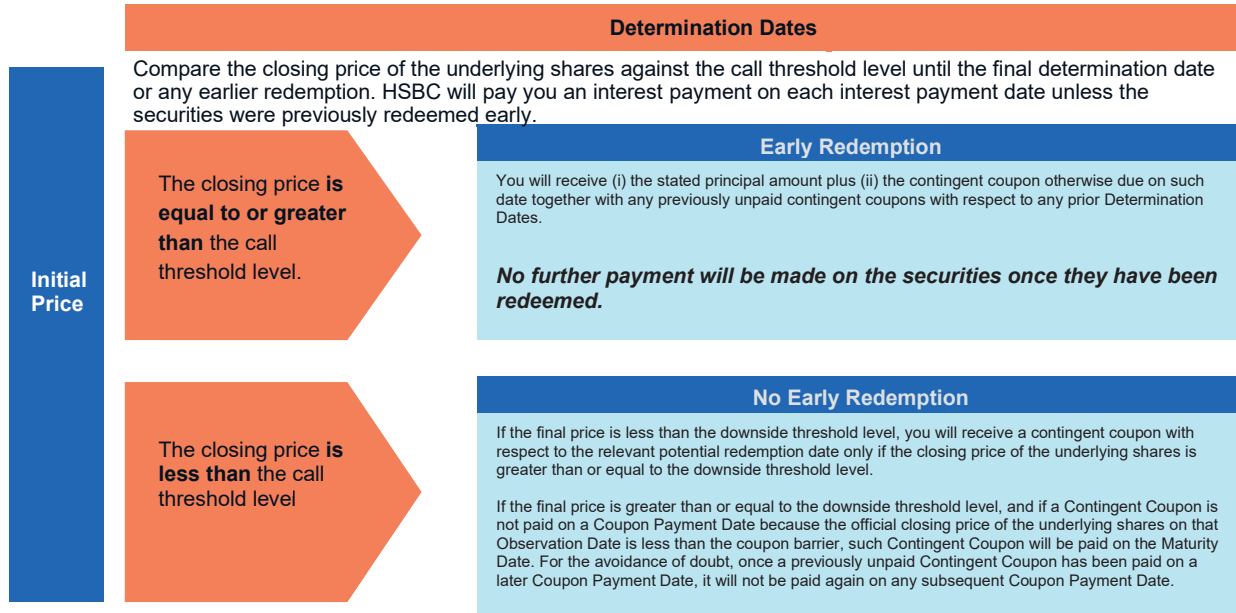 Determination Dates
Compare the closing price of the underlying shares against the call threshold level until the final determination date
or any earlier redemption. HSBC will pay you an interest payment on each interest payment date unless the
securities were previously redeemed early.
Initial
Price
The closing price is
equal to or greater
than the call
threshold level.
Early Redemption
You will receive (i) the stated principal amount plus (ii) the contingent coupon otherwise due on such
date together with any previously unpaid contingent coupons with respect to any prior Determination
Dates.
No further payment will be made on the securities once they have been
redeemed.
The closing price is
less than the call
threshold level
No Early Redemption
If the final price is less than the downside threshold level, you will receive a contingent coupon with
respect to the relevant potential redemption date only if the closing price of the underlying shares is
greater than or equal to the downside threshold level.
If the final price is greater than or equal to the downside threshold level, and if a Contingent Coupon is
not paid on a Coupon Payment Date because the official closing price of the underlying shares on that
Observation Date is less than the coupon barrier, such Contingent Coupon will be paid on the Maturity
Date. For the avoidance of doubt, once a previously unpaid Contingent Coupon has been paid on a
later Coupon Payment Date, it will not be paid again on any subsequent Coupon Payment Date.